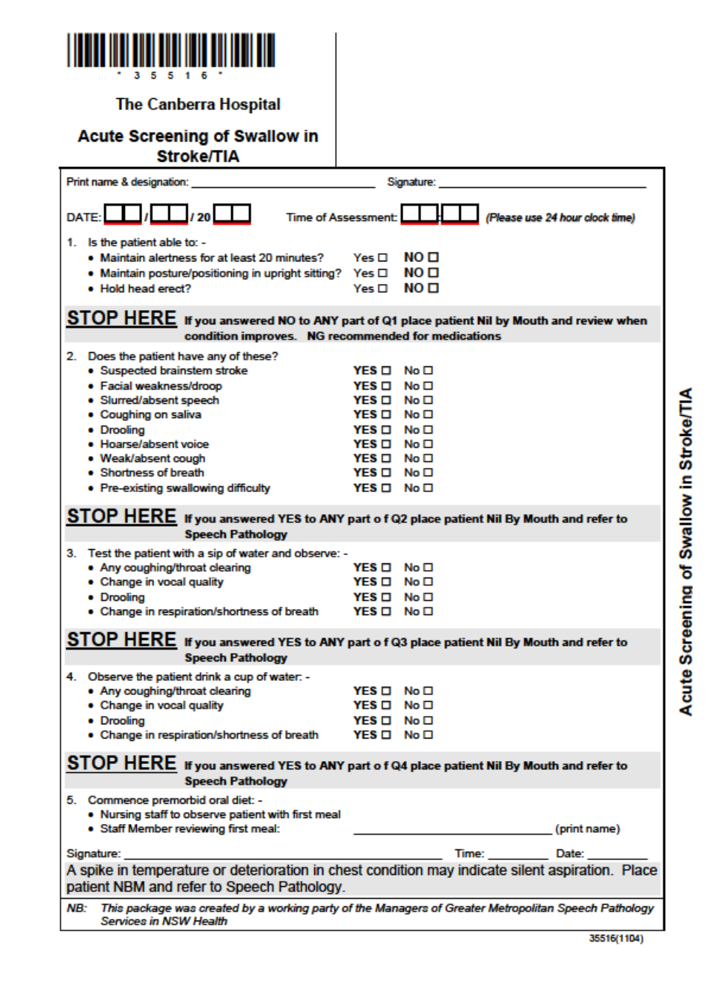 * 3 5 5 1 6 *
The Canberra Hospital
Acute Screening of Swallow in
Stroke/TIA
Print name & designation: ____________ Signature: ____________
DATE: / / 20 Time of Assessment: : (Please use 24 hour clock time)
1. Is the patient able to: -
• Maintain alertness for at least 20 minutes? Yes ☐ NO ☐
• Maintain posture/positioning in upright sitting? Yes ☐ NO ☐
• Hold head erect? Yes ☐ NO ☐
STOP HERE If you answered NO to ANY part of Q1 place patient Nil by Mouth and review when
condition improves. NG recommended for medications
2. Does the patient have any of these?
• Suspected brainstem stroke YES ☐ No ☐
• Facial weakness/droop YES ☐ No ☐
• Slurred/absent speech YES ☐ No ☐
• Coughing on saliva YES ☐ No ☐
• Drooling YES ☐ No ☐
• Hoarse/absent voice YES ☐ No ☐
• Weak/absent cough YES ☐ No ☐
• Shortness of breath YES ☐ No ☐
• Pre-existing swallowing difficulty YES ☐ No ☐
STOP HERE If you answered YES to ANY part o f Q2 place patient Nil By Mouth and refer to
Speech Pathology
3. Test the patient with a sip of water and observe: -
• Any coughing/throat clearing YES ☐ No ☐
• Change in vocal quality YES ☐ No ☐
• Drooling YES ☐ No ☐
• Change in respiration/shortness of breath YES ☐ No ☐
STOP HERE If you answered YES to ANY part o f Q3 place patient Nil By Mouth and refer to
Speech Pathology
4. Observe the patient drink a cup of water: -
• Any coughing/throat clearing YES ☐ No ☐
• Change in vocal quality YES ☐ No ☐
• Drooling YES ☐ No ☐
• Change in respiration/shortness of breath YES ☐ No ☐
STOP HERE If you answered YES to ANY part o f Q4 place patient Nil By Mouth and refer to
Speech Pathology
5. Commence premorbid oral diet: -
• Nursing staff to observe patient with first meal
• Staff Member reviewing first meal: ____________ (print name)
Signature: ____________ Time: ________ Date: ________
A spike in temperature or deterioration in chest condition may indicate silent aspiration. Place
patient NBM and refer to Speech Pathology.
NB: This package was created by a working party of the Managers of Greater Metropolitan Speech Pathology
Services in NSW Health
35516(1104)
Acute Screening of Swallow in Stroke/TIA